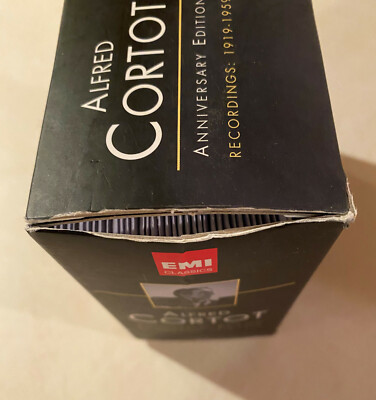 ALFRED
CORTOT
ANNIVERSARY EDITION
RECORDINGS: 1919-1959
EMI
CLASSICS
ALFRED
CORTOT